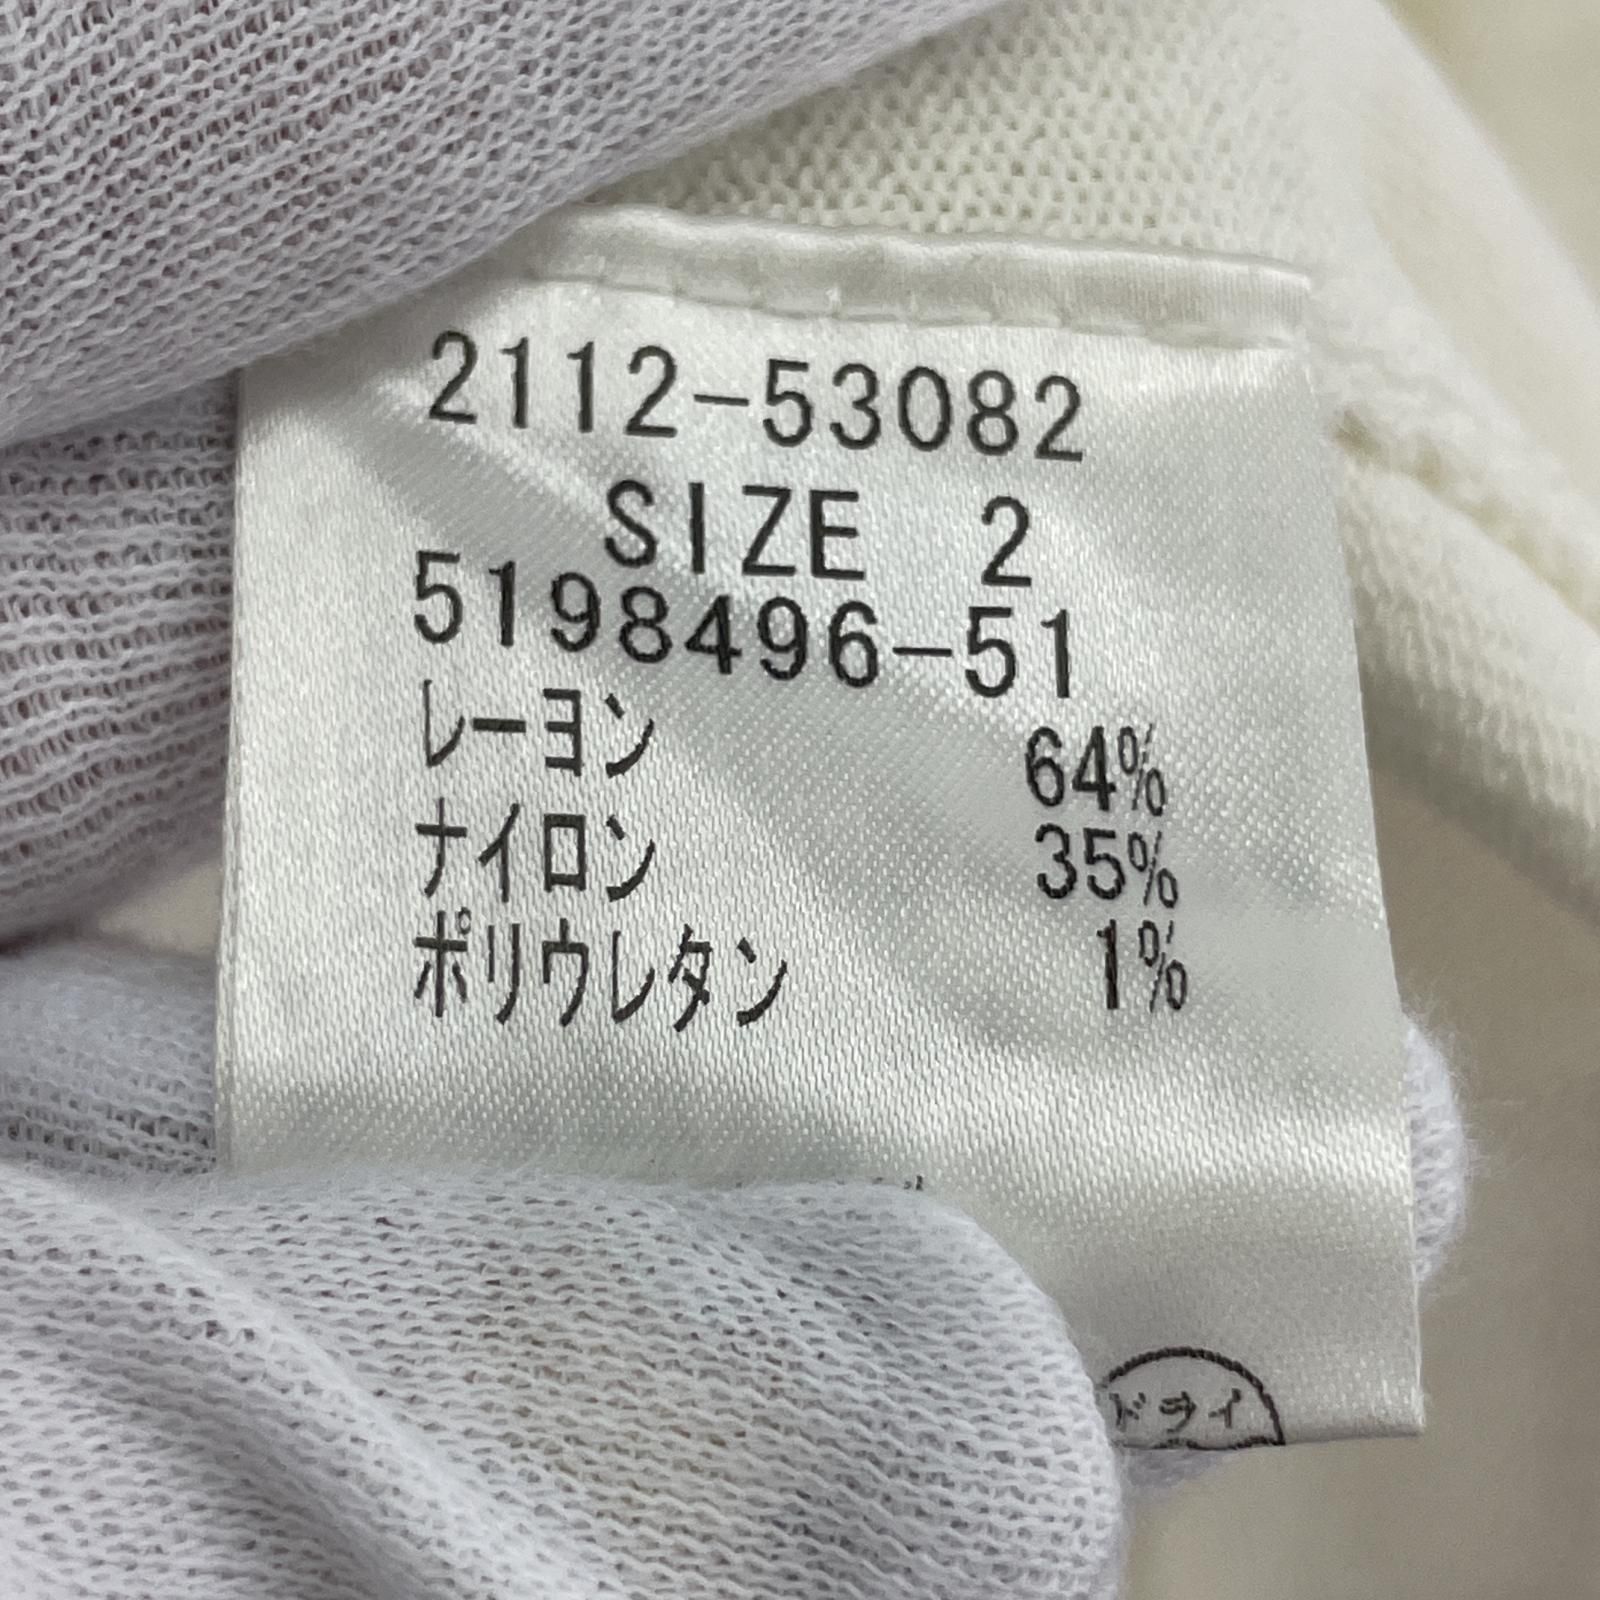 2112-53082
SIZE 2
5198496-51
レーヨン 64%
ナイロン 35%
ポリウレタン 1%
ドライ